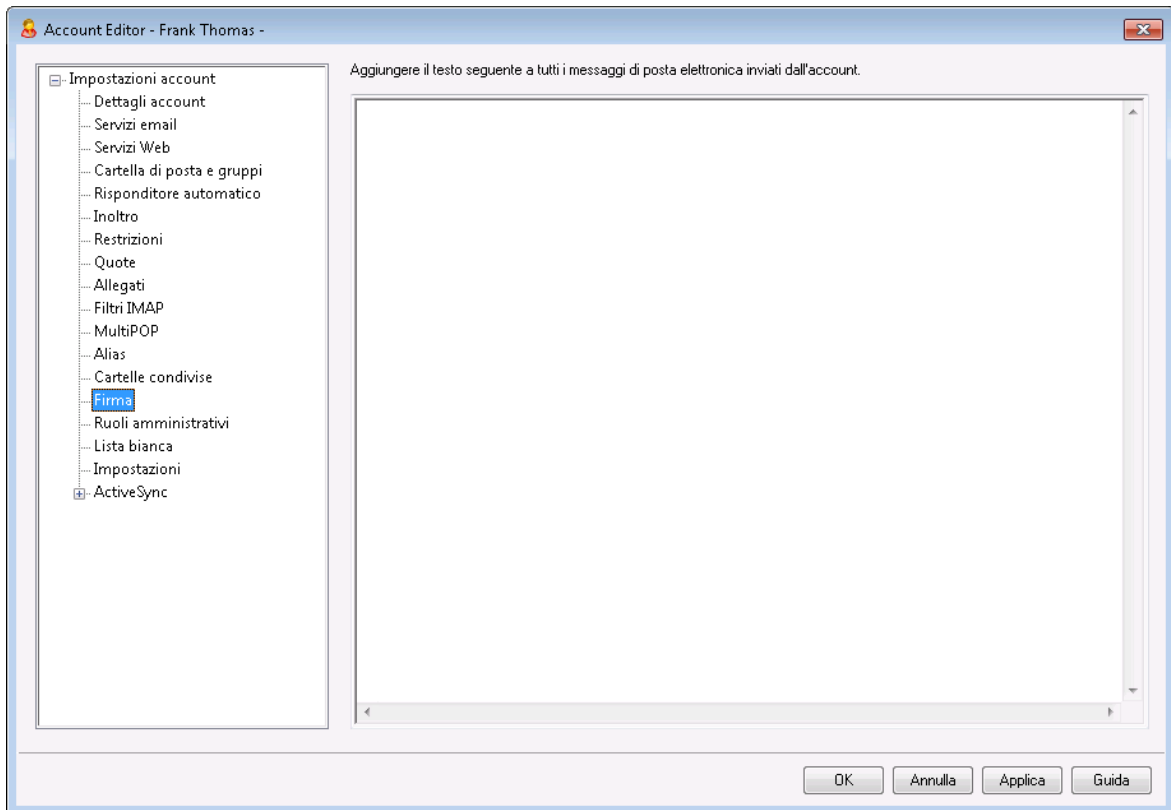 Account Editor - Frank Thomas -
Impostazioni account
Dettagli account
Servizi email
Servizi Web
Cartella di posta e gruppi
Risponditore automatico
Inoltro
Restrizioni
Quote
Allegati
Filtri IMAP
MultiPOP
Alias
Cartelle condivise
Firma
Ruoli amministrativi
Lista bianca
Impostazioni
ActiveSync
Aggiungere il testo seguente a tutti i messaggi di posta elettronica inviati dall'account.
OK
Annulla
Applica
Guida